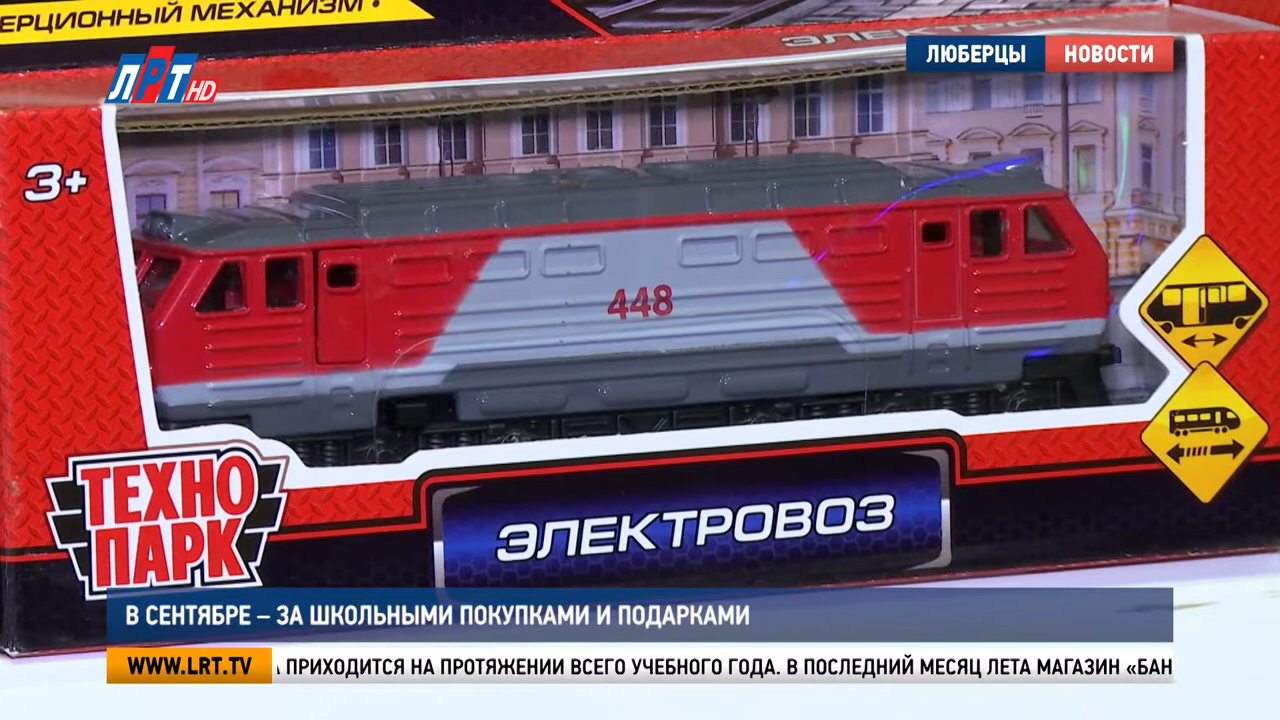 ЕРЦИОННЫЙ МЕХАНИЗМ •
ЛРТ HD
ЛЮБЕРЦЫ НОВОСТИ
3+
448
ТЕХНО
ПАРК
ЭЛЕКТРОВОЗ
В СЕНТЯБРЕ – ЗА ШКОЛЬНЫМИ ПОКУПКАМИ И ПОДАРКАМИ
WWW.LRT.TV А ПРИХОДИТСЯ НА ПРОТЯЖЕНИИ ВСЕГО УЧЕБНОГО ГОДА. В ПОСЛЕДНИЙ МЕСЯЦ ЛЕТА МАГАЗИН «БАН